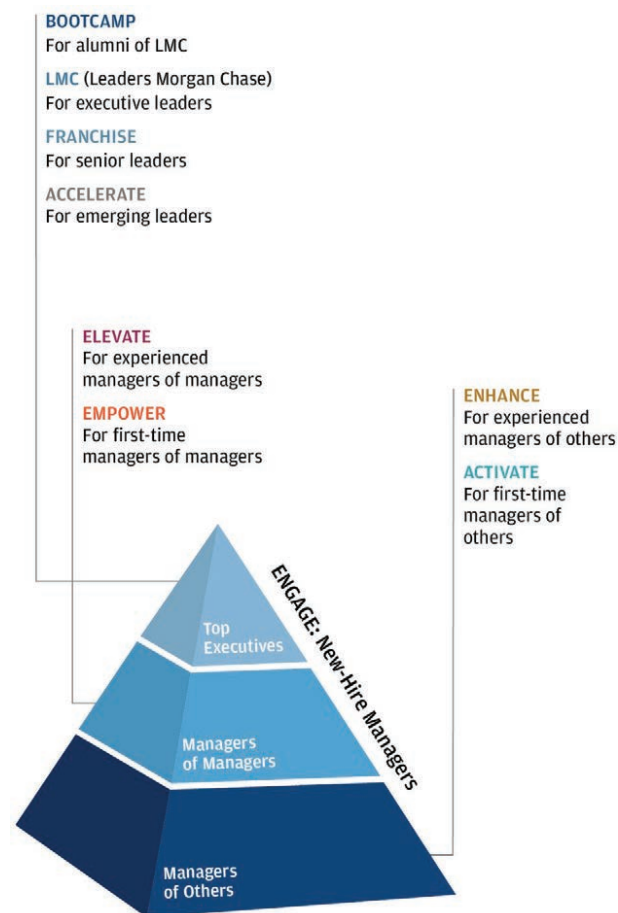 BOOTCAMP
For alumni of LMC
LMC (Leaders Morgan Chase)
For executive leaders
FRANCHISE
For senior leaders
ACCELERATE
For emerging leaders
ELEVATE
For experienced
managers of managers
EMPOWER
For first-time
managers of managers
ENHANCE
For experienced
managers of others
ACTIVATE
For first-time
managers of
others
ENGAGE: New-Hire Managers
Top
Executives
Managers
of Managers
Managers
of Others